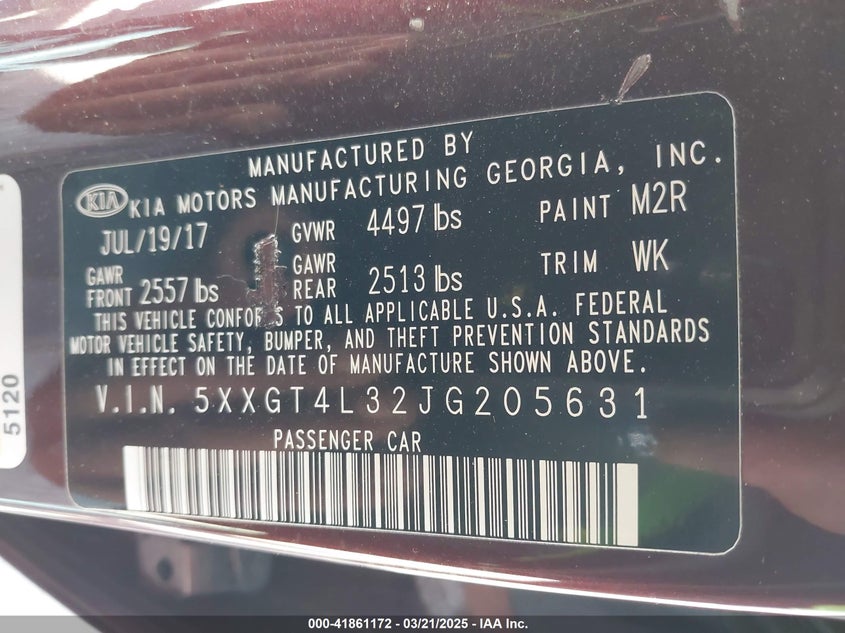 MANUFACTURED BY
KIA KIA MOTORS MANUFACTURING GEORGIA, INC.
JUL/19/17 GVWR 4497 lbs PAINT M2R
GAWR FRONT 2557 lbs GAWR REAR 2513 lbs TRIM WK
THIS VEHICLE CONFO S TO ALL APPLICABLE U.S.A. FEDERAL
MOTOR VEHICLE SAFETY, BUMPER, AND THEFT PREVENTION STANDARDS
IN EFFECT ON THE DATE OF MANUFACTURE SHOWN ABOVE.
V.I.N. 5XXGT4L32JG205631
PASSENGER CAR
5120
000-41861172 - 03/21/2025 - IAA Inc.